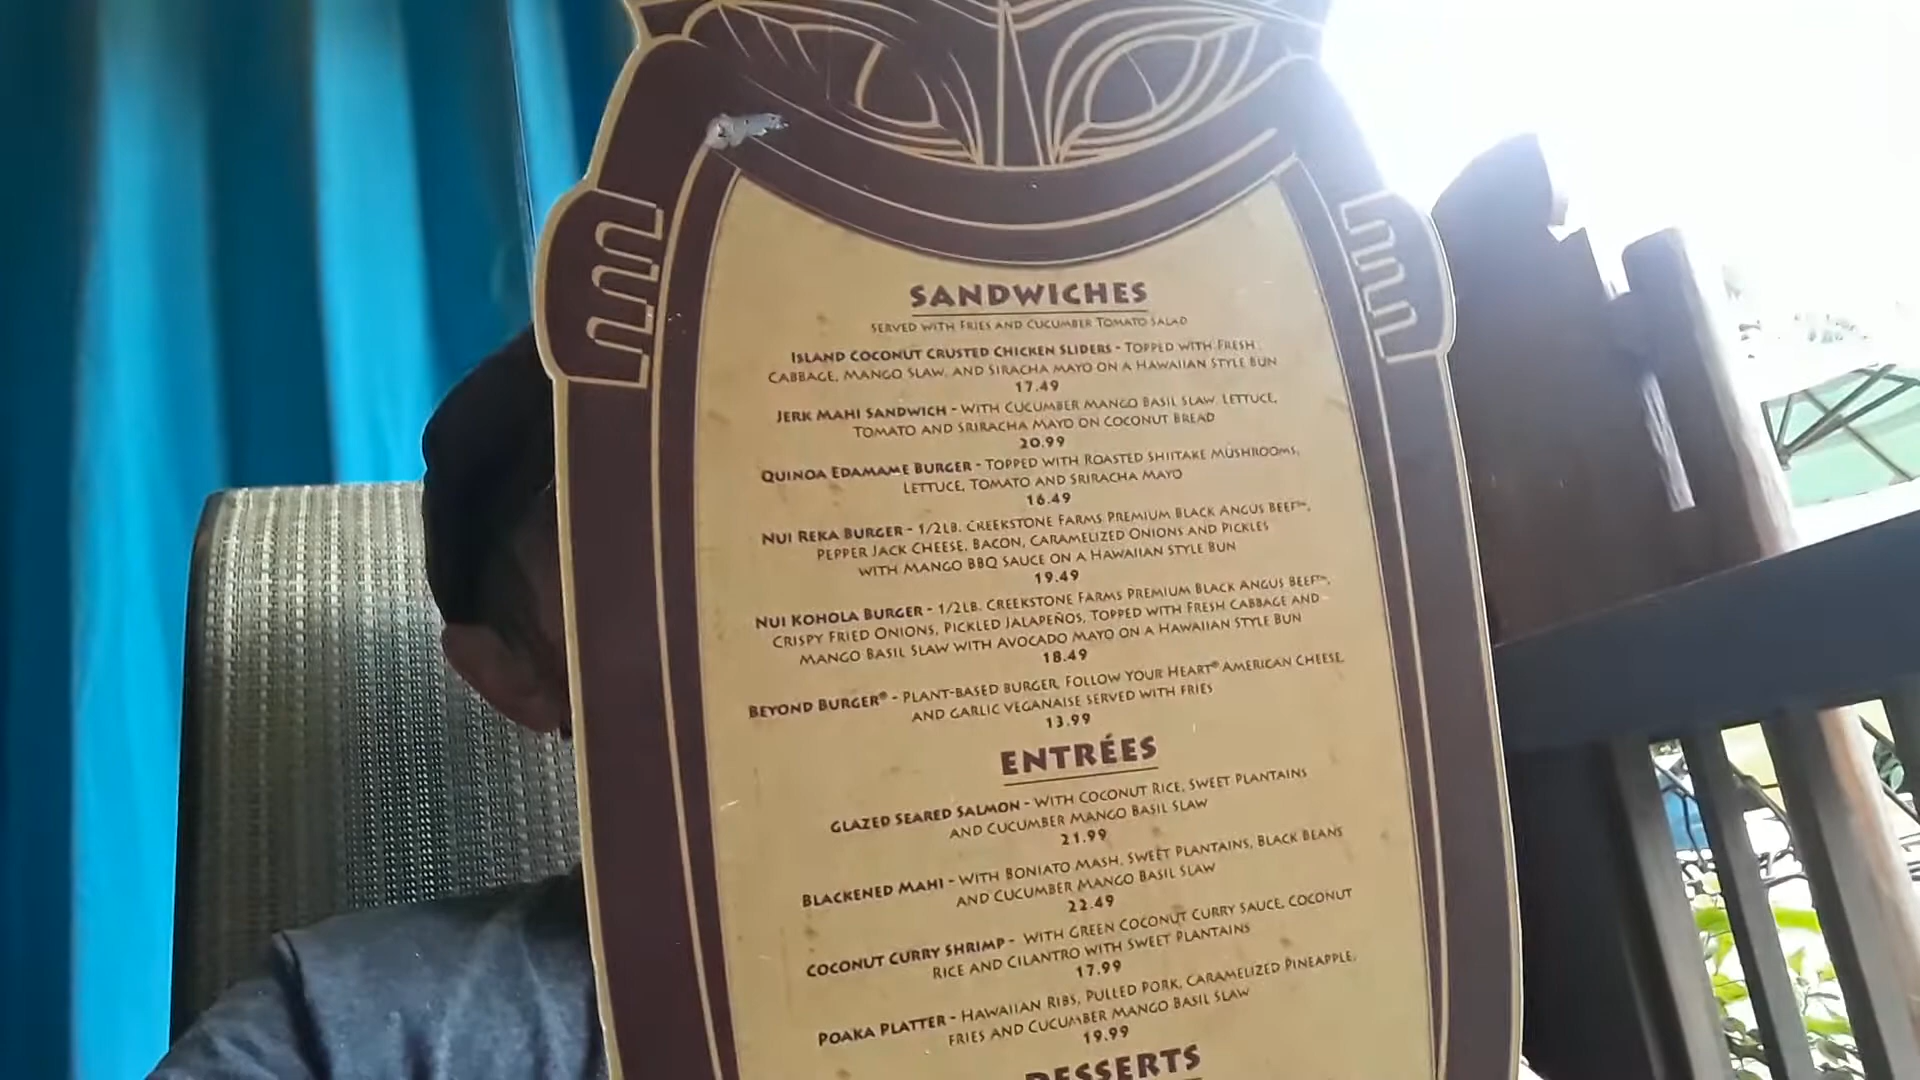 SANDWICHES
SERVED WITH FRIES AND CUCUMBER TOMATO SALAD
ISLAND COCONUT CRUSTED CHICKEN SLIDERS - TOPPED WITH FRESH
CABBAGE, MANGO SLAW, AND SIRACHA MAYO ON A HAWAIIAN STYLE BUN
17.49
JERK MAHI SANDWICH - WITH CUCUMBER MANGO BASIL SLAW, LETTUCE,
TOMATO AND SRIRACHA MAYO ON COCONUT BREAD
20.99
QUINOA EDAMAME BURGER - TOPPED WITH ROASTED SHIITAKE MUSHROOMS,
LETTUCE, TOMATO AND SRIRACHA MAYO
16.49
NUI REKA BURGER - 1/2LB. CREEKSTONE FARMS PREMIUM BLACK ANGUS BEEF™,
PEPPER JACK CHEESE, BACON, CARAMELIZED ONIONS AND PICKLES
WITH MANGO BBQ SAUCE ON A HAWAIIAN STYLE BUN
19.49
NUI KOHOLA BURGER - 1/2LB. CREEKSTONE FARMS PREMIUM BLACK ANGUS BEEF™,
CRISPY FRIED ONIONS, PICKLED JALAPEÑOS, TOPPED WITH FRESH CABBAGE AND
MANGO BASIL SLAW WITH AVOCADO MAYO ON A HAWAIIAN STYLE BUN
18.49
BEYOND BURGER® - PLANT-BASED BURGER, FOLLOW YOUR HEART® AMERICAN CHEESE,
AND GARLIC VEGANAISE SERVED WITH FRIES
13.99
ENTRÉES
GLAZED SEARED SALMON - WITH COCONUT RICE, SWEET PLANTAINS
AND CUCUMBER MANGO BASIL SLAW
21.99
BLACKENED MAHI - WITH BONIATO MASH, SWEET PLANTAINS, BLACK BEANS
AND CUCUMBER MANGO BASIL SLAW
22.49
COCONUT CURRY SHRIMP - WITH GREEN COCONUT CURRY SAUCE, COCONUT
RICE AND CILANTRO WITH SWEET PLANTAINS
17.99
POAKA PLATTER - HAWAIIAN RIBS, PULLED PORK, CARAMELIZED PINEAPPLE,
FRIES AND CUCUMBER MANGO BASIL SLAW
19.99
DESSERTS